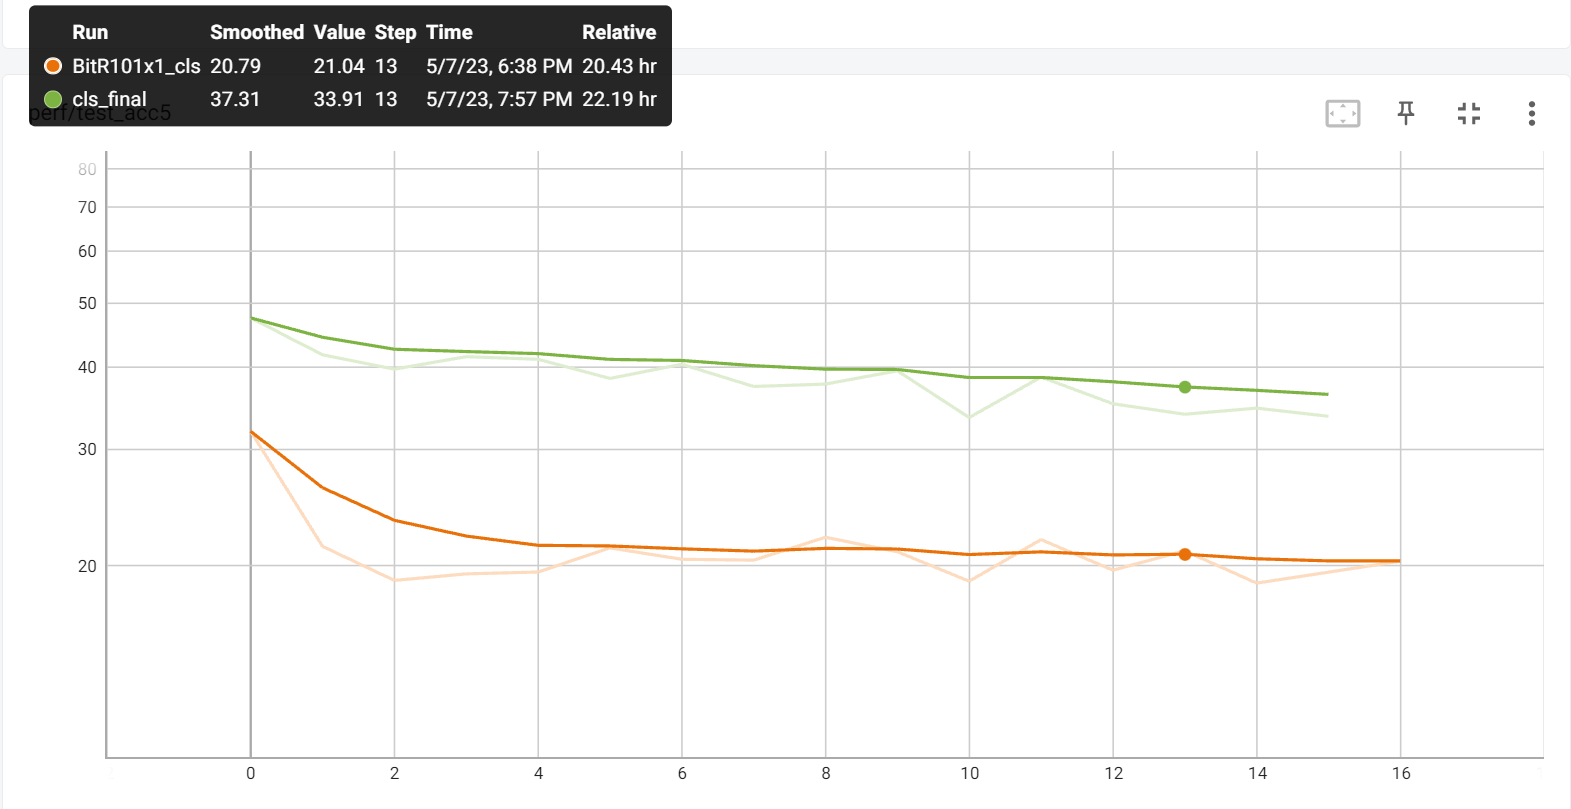 Run Smoothed Value Step Time Relative
BitR101x1_cls 20.79 21.04 13 5/7/23, 6:38 PM 20.43 hr
cls_final 37.31 33.91 13 5/7/23, 7:57 PM 22.19 hr
perf/test_acc5
80
70
60
50
40
30
20
0 2 4 6 8 10 12 14 16